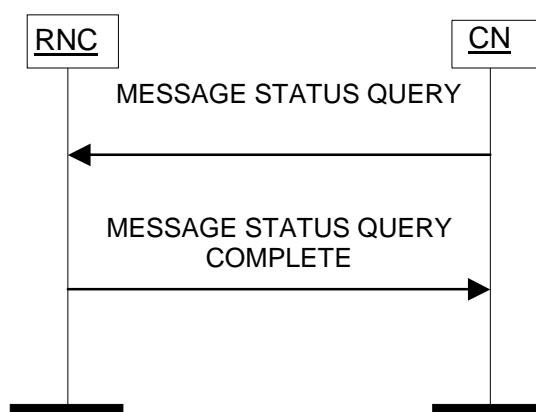 RNC
CN
MESSAGE STATUS QUERY
MESSAGE STATUS QUERY
COMPLETE